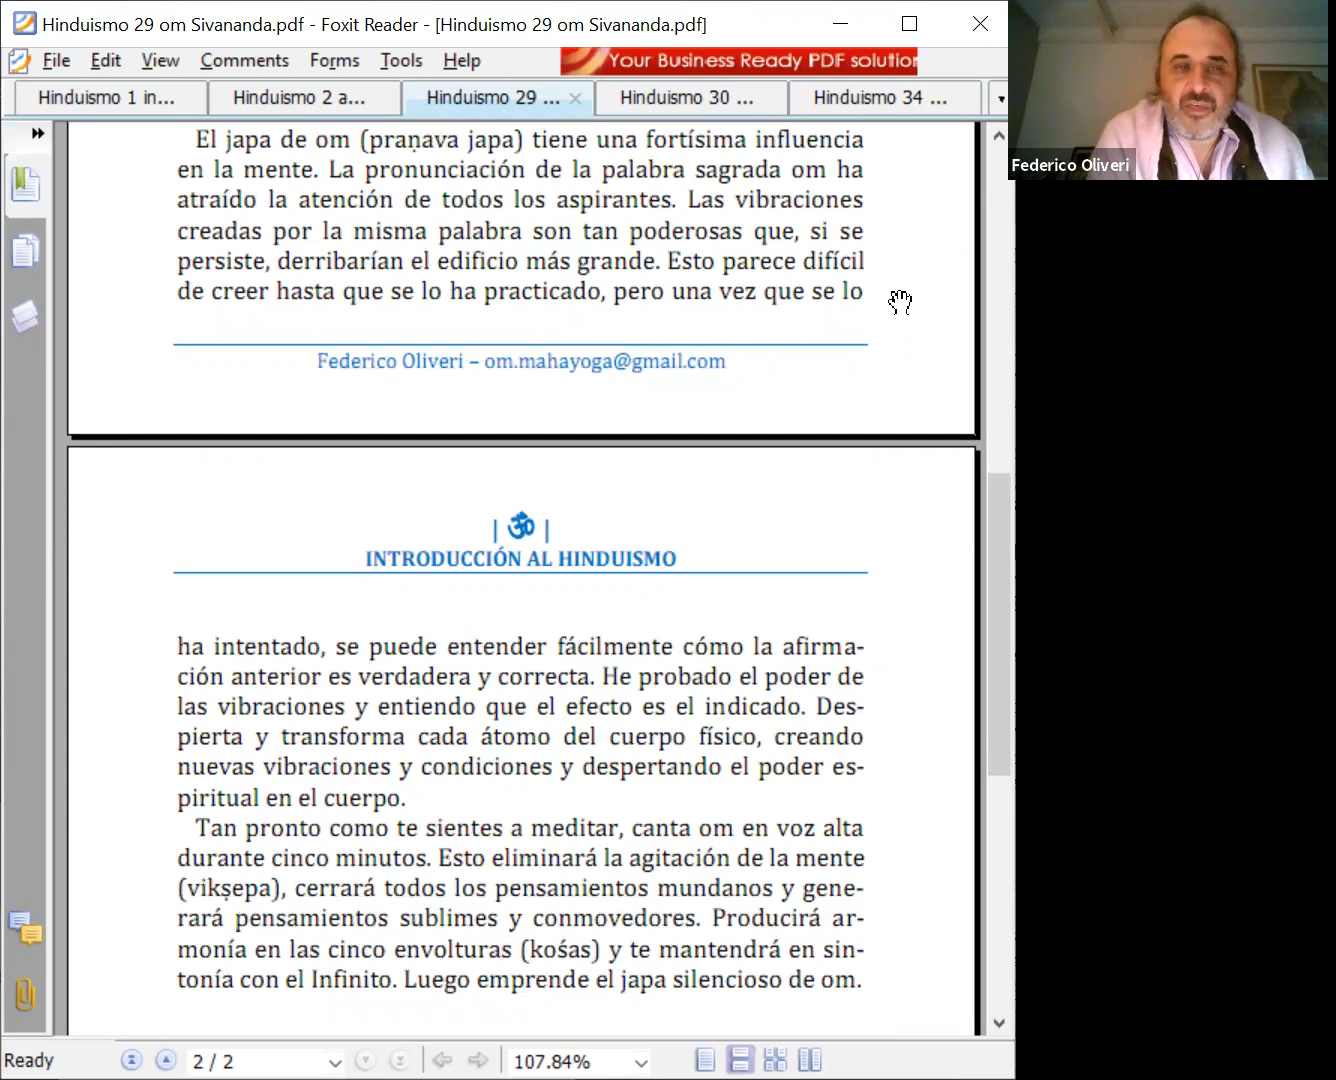 Hinduismo 29 om Sivananda.pdf - Foxit Reader - [Hinduismo 29 om Sivananda.pdf]
File Edit View Comments Forms Tools Help
Your Business Ready PDF solution
Hinduismo 1 in... Hinduismo 2 a... Hinduismo 29 ... Hinduismo 30 ... Hinduismo 34 ...
Federico Oliveri
El japa de om (praṇava japa) tiene una fortísima influencia
en la mente. La pronunciación de la palabra sagrada om ha
atraído la atención de todos los aspirantes. Las vibraciones
creadas por la misma palabra son tan poderosas que, si se
persiste, derribarían el edificio más grande. Esto parece difícil
de creer hasta que se lo ha practicado, pero una vez que se lo
Federico Oliveri – om.mahayoga@gmail.com
| ॐ |
INTRODUCCIÓN AL HINDUISMO
ha intentado, se puede entender fácilmente cómo la afirma-
ción anterior es verdadera y correcta. He probado el poder de
las vibraciones y entiendo que el efecto es el indicado. Des-
pierta y transforma cada átomo del cuerpo físico, creando
nuevas vibraciones y condiciones y despertando el poder es-
piritual en el cuerpo.
Tan pronto como te sientes a meditar, canta om en voz alta
durante cinco minutos. Esto eliminará la agitación de la mente
(vikṣepa), cerrará todos los pensamientos mundanos y gene-
rará pensamientos sublimes y conmovedores. Producirá ar-
monía en las cinco envolturas (kośas) y te mantendrá en sin-
tonía con el Infinito. Luego emprende el japa silencioso de om.
Ready 2 / 2 107.84%